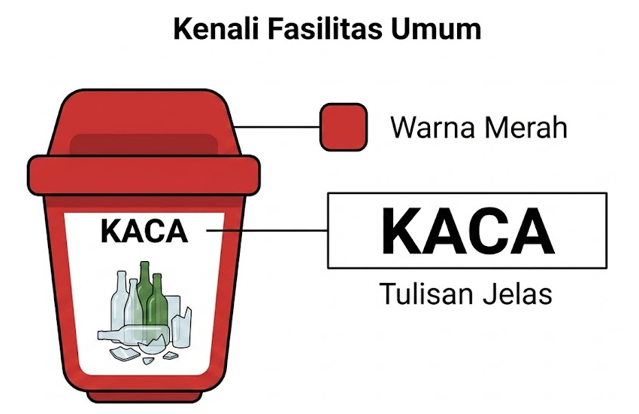 Kenali Fasilitas Umum
Warna Merah
KACA
KACA
Tulisan Jelas